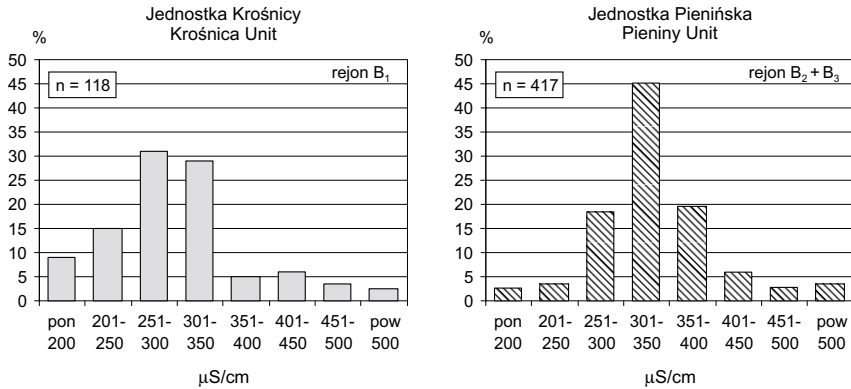 Jednostka Krośnicy
Krośnica Unit
%
50
45
40
35
30
25
20
15
10
5
0
n = 118
rejon B₁
pon 200
201-250
251-300
301-350
351-400
401-450
451-500
pow 500
µS/cm
Jednostka Pienińska
Pieniny Unit
%
50
45
40
35
30
25
20
15
10
5
0
n = 417
rejon B₂ + B₃
pon 200
201-250
251-300
301-350
351-400
401-450
451-500
pow 500
µS/cm